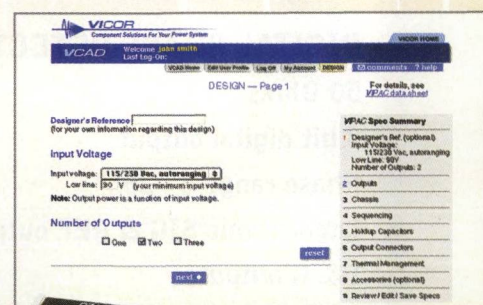 VICOR
Component Solutions For Your Power System
VICOR HOME
VCAD
Welcome john smith
Last Log On:
VCAD Home Edit User Profile Log Off My Account DESIGN comments ? help
DESIGN — Page 1
For details, see
VIPAC data sheet
Designer's Reference
(for your own information regarding this design)
Input Voltage
Input voltage: 115/230 Vac, autoranging
Low line: 90 V (your minimum input voltage)
Note: Output power is a function of input voltage.
Number of Outputs
One Two Three
reset
next
VIPAC Spec Summary
1 Designer's Ref. (optional)
Input Voltage:
115/230 Vac, autoranging
Low Line: 90V
Number of Outputs: 2
2 Outputs
3 Chassis
4 Sequencing
5 Holdup Capacitors
6 Output Connectors
7 Thermal Management
8 Accessories (optional)
9 Review / Edit / Save Specs